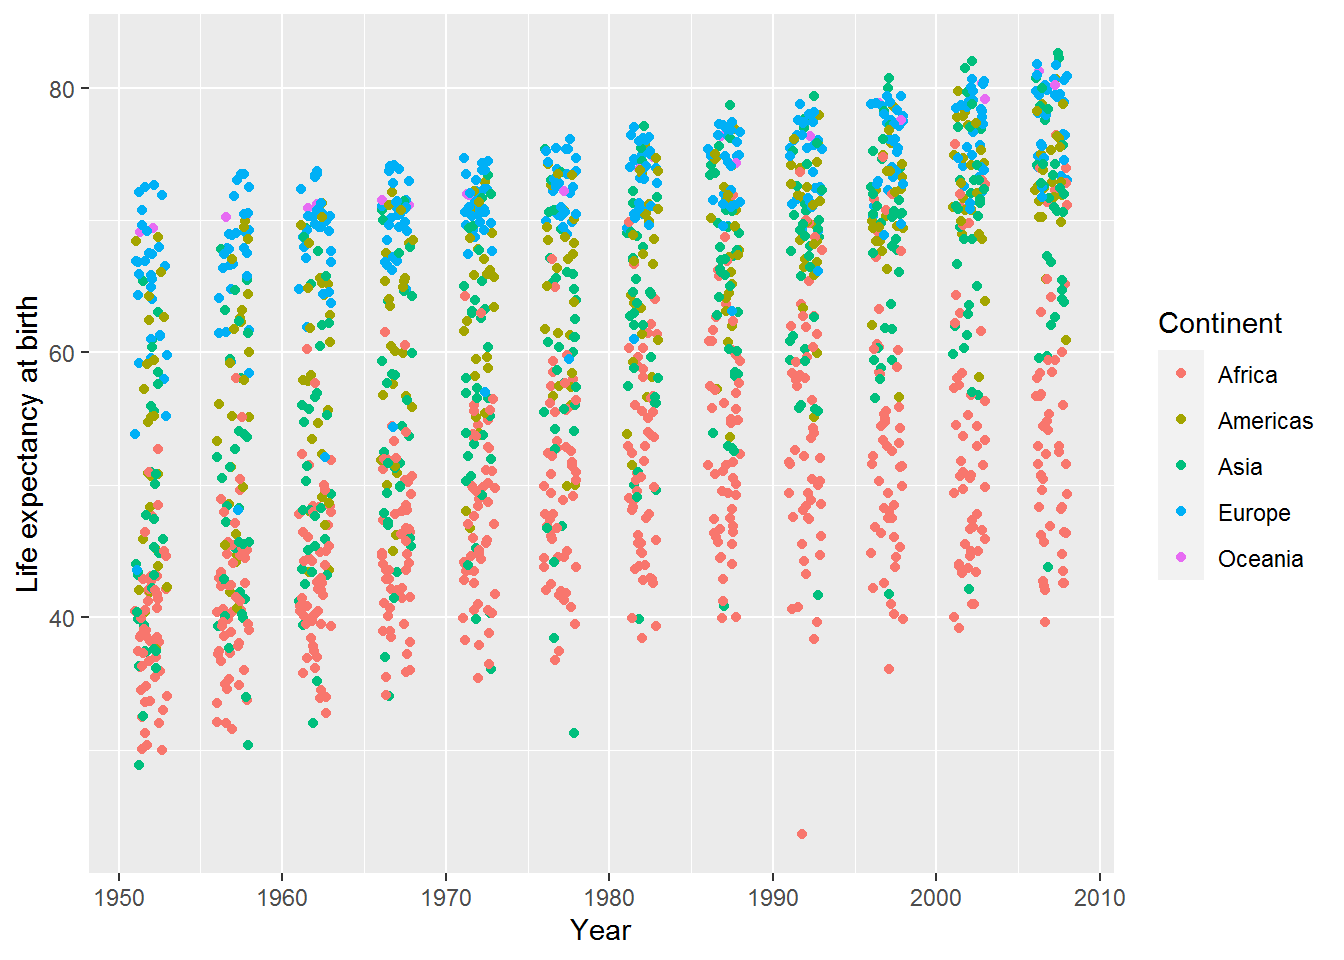 80
60
40
Life expectancy at birth
1950 1960 1970 1980 1990 2000 2010
Year
Continent
Africa
Americas
Asia
Europe
Oceania